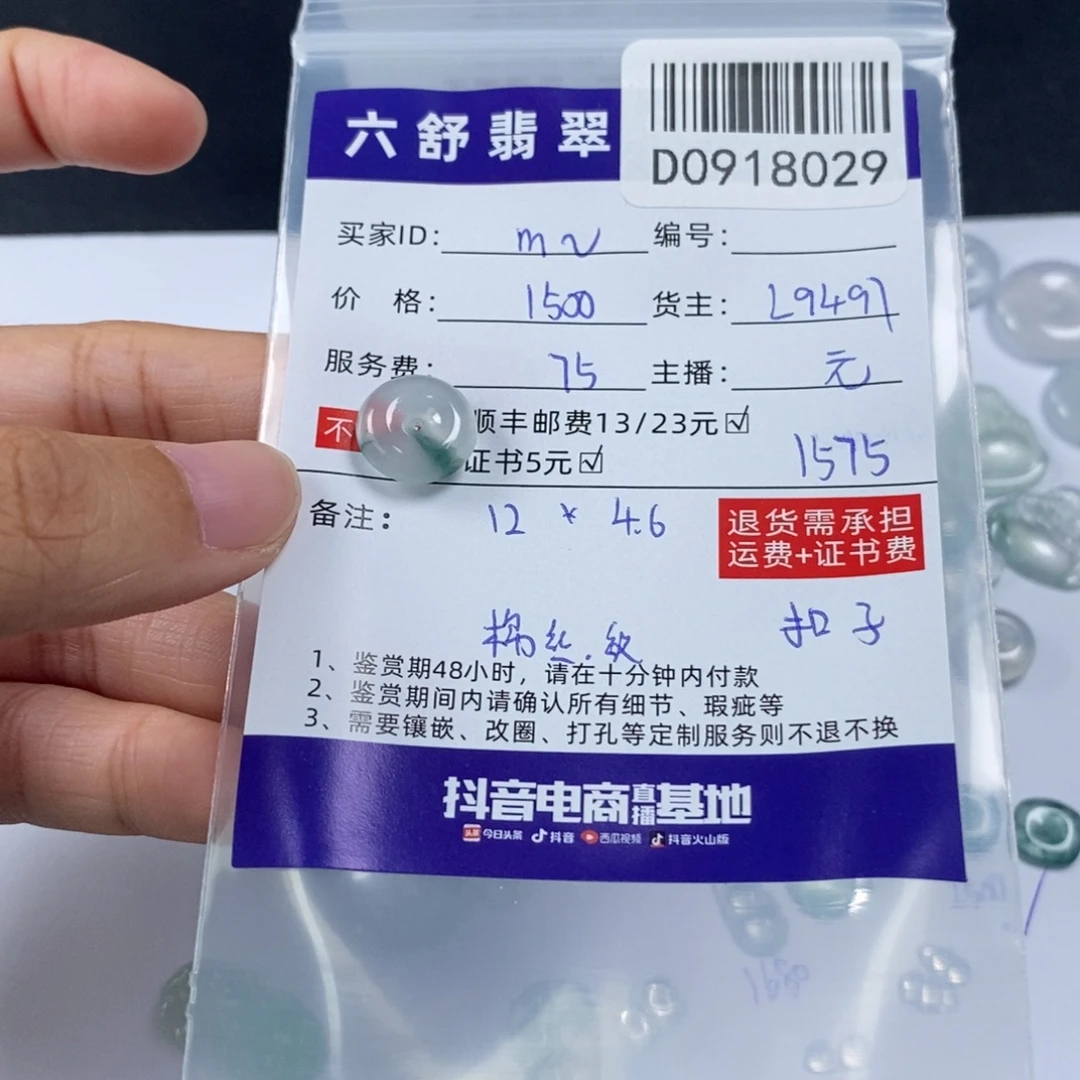 六舒翡翠
D0918029
买家ID: mv 编号:
价 格: 1500 货主: L9497
服务费: 75 主播: 元
不 顺丰邮费13/23元☑
证书5元☑ 1575
备注: 12 * 4.6 退货需承担
运费+证书费
棉.丝.纹 扣子
1、鉴赏期48小时，请在十分钟内付款
2、鉴赏期间内请确认所有细节、瑕疵等
3、需要镶嵌、改圈、打孔等定制服务则不退不换
抖音电商直播基地
头条 今日头条 抖音 西瓜视频 抖音火山版